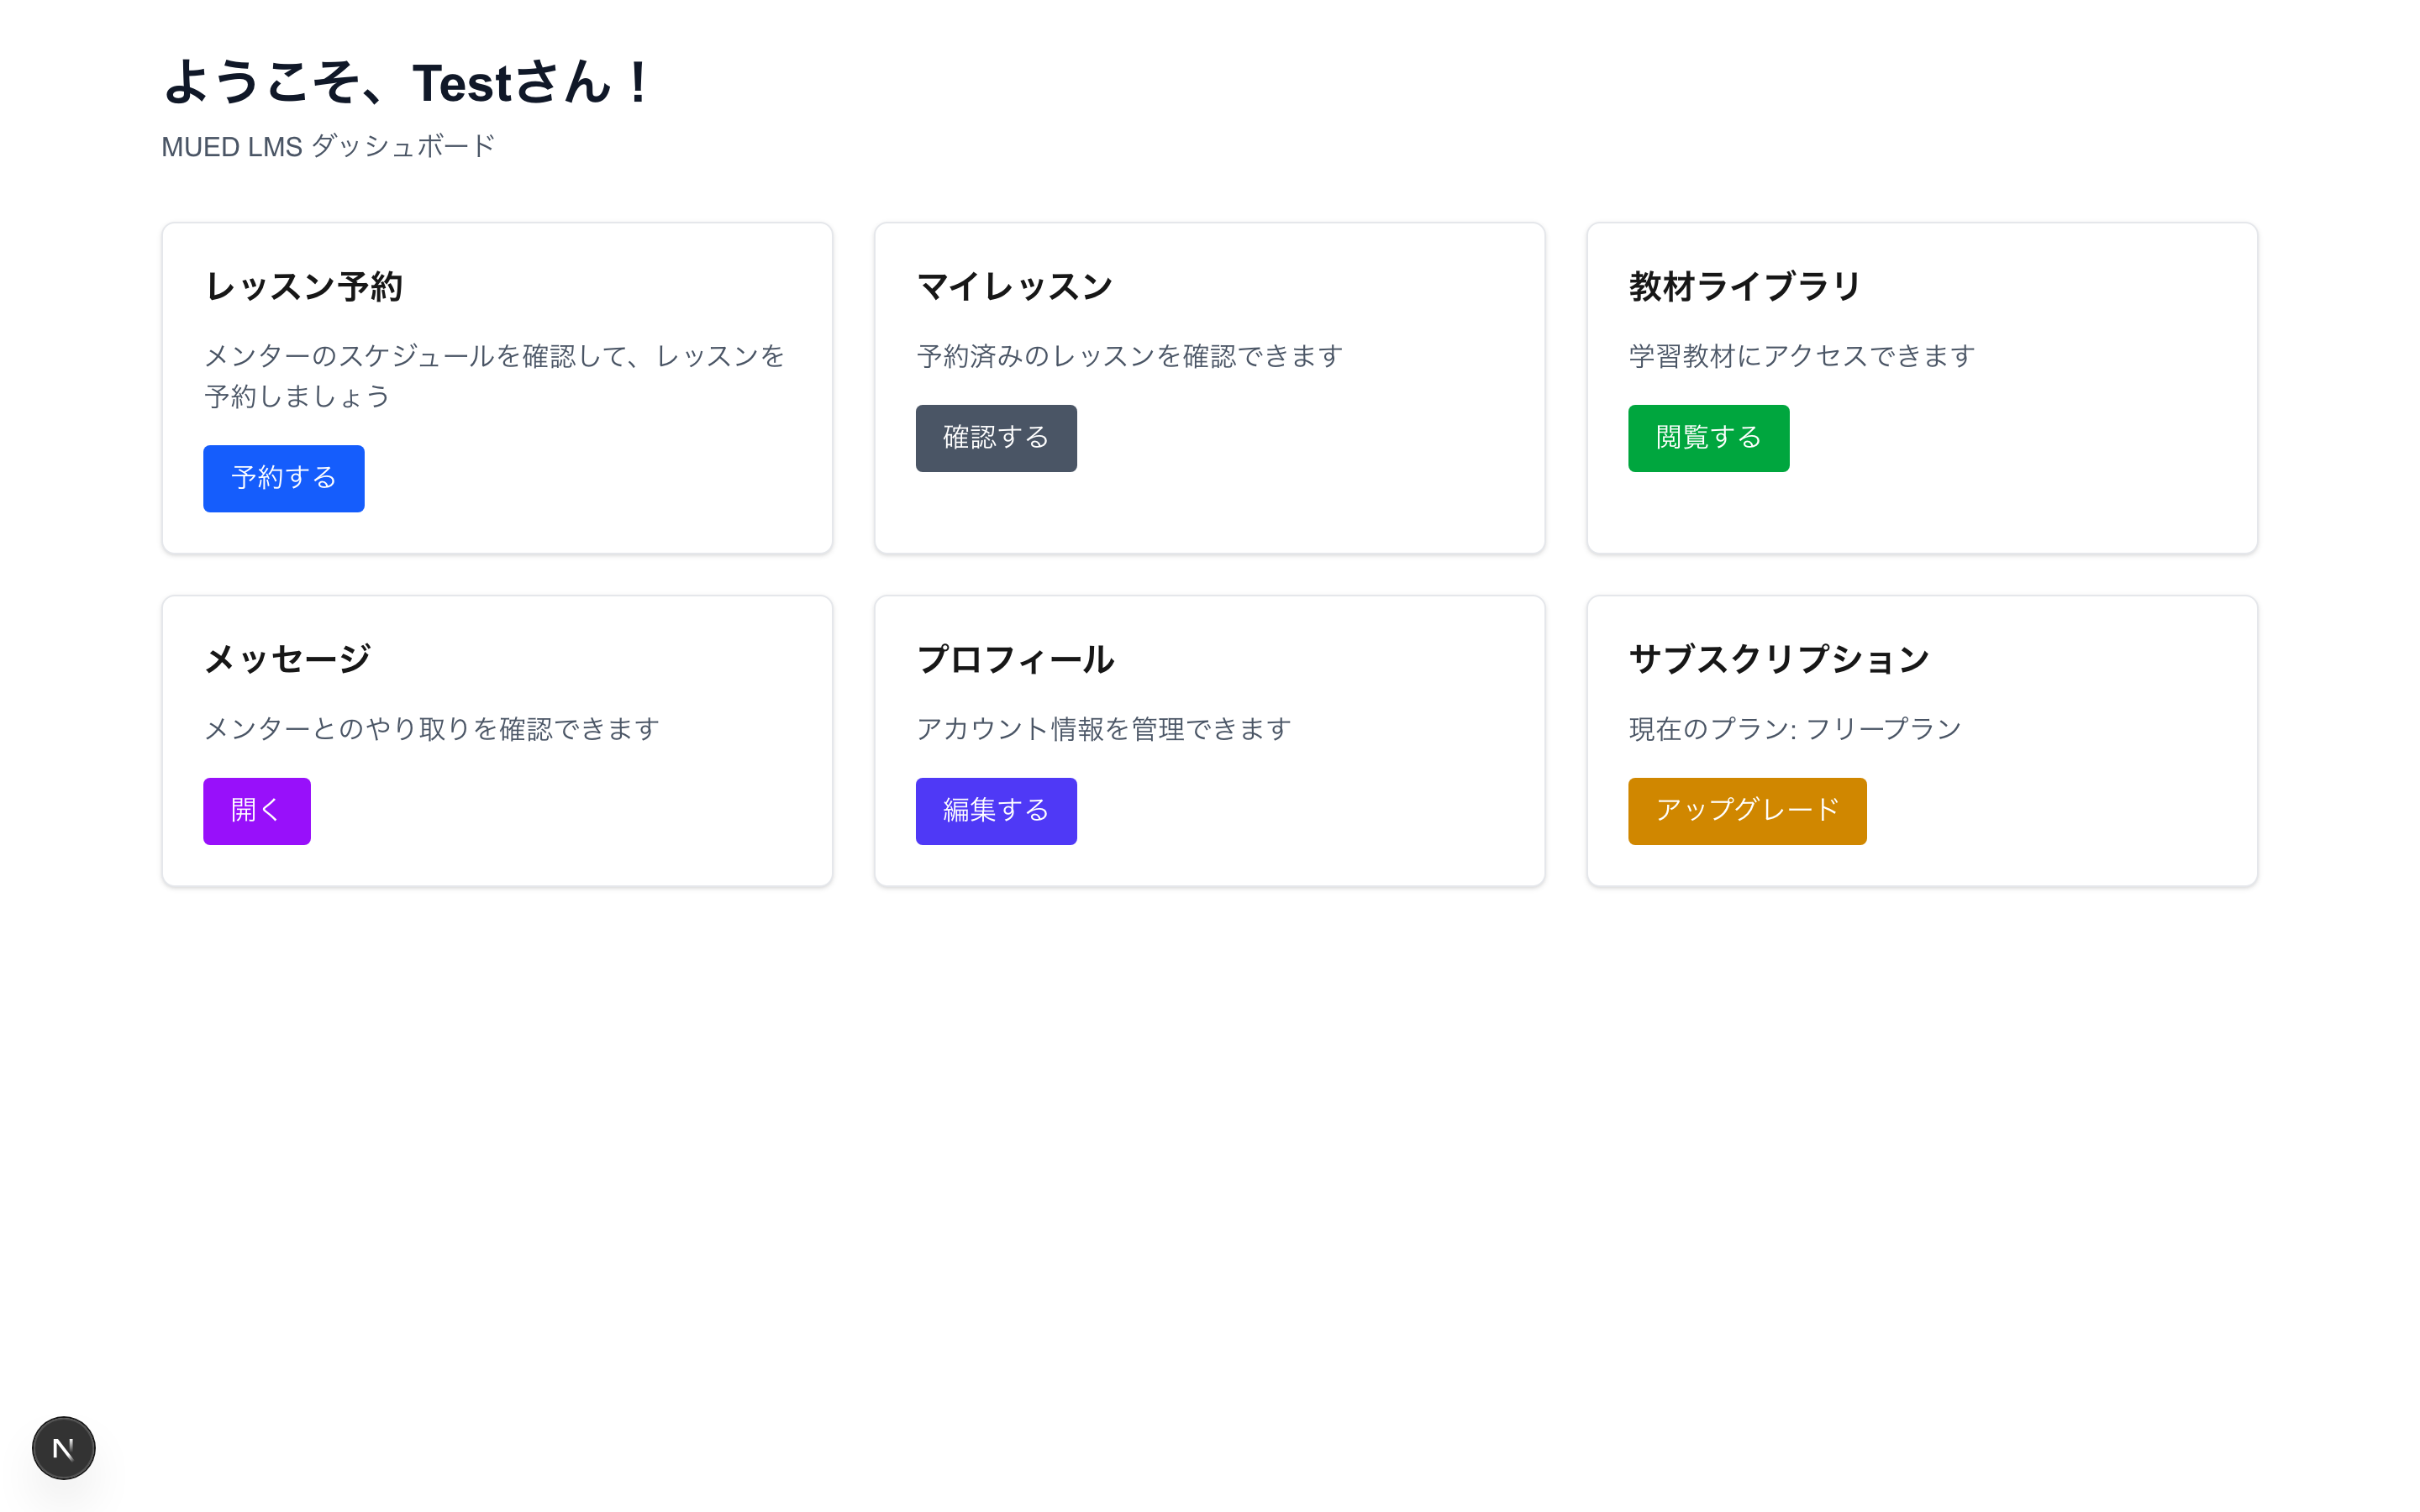 ようこそ、Testさん！
MUED LMS ダッシュボード
レッスン予約
メンターのスケジュールを確認して、レッスンを
予約しましょう
予約する
マイレッスン
予約済みのレッスンを確認できます
確認する
教材ライブラリ
学習教材にアクセスできます
閲覧する
メッセージ
メンターとのやり取りを確認できます
開く
プロフィール
アカウント情報を管理できます
編集する
サブスクリプション
現在のプラン: フリープラン
アップグレード
N